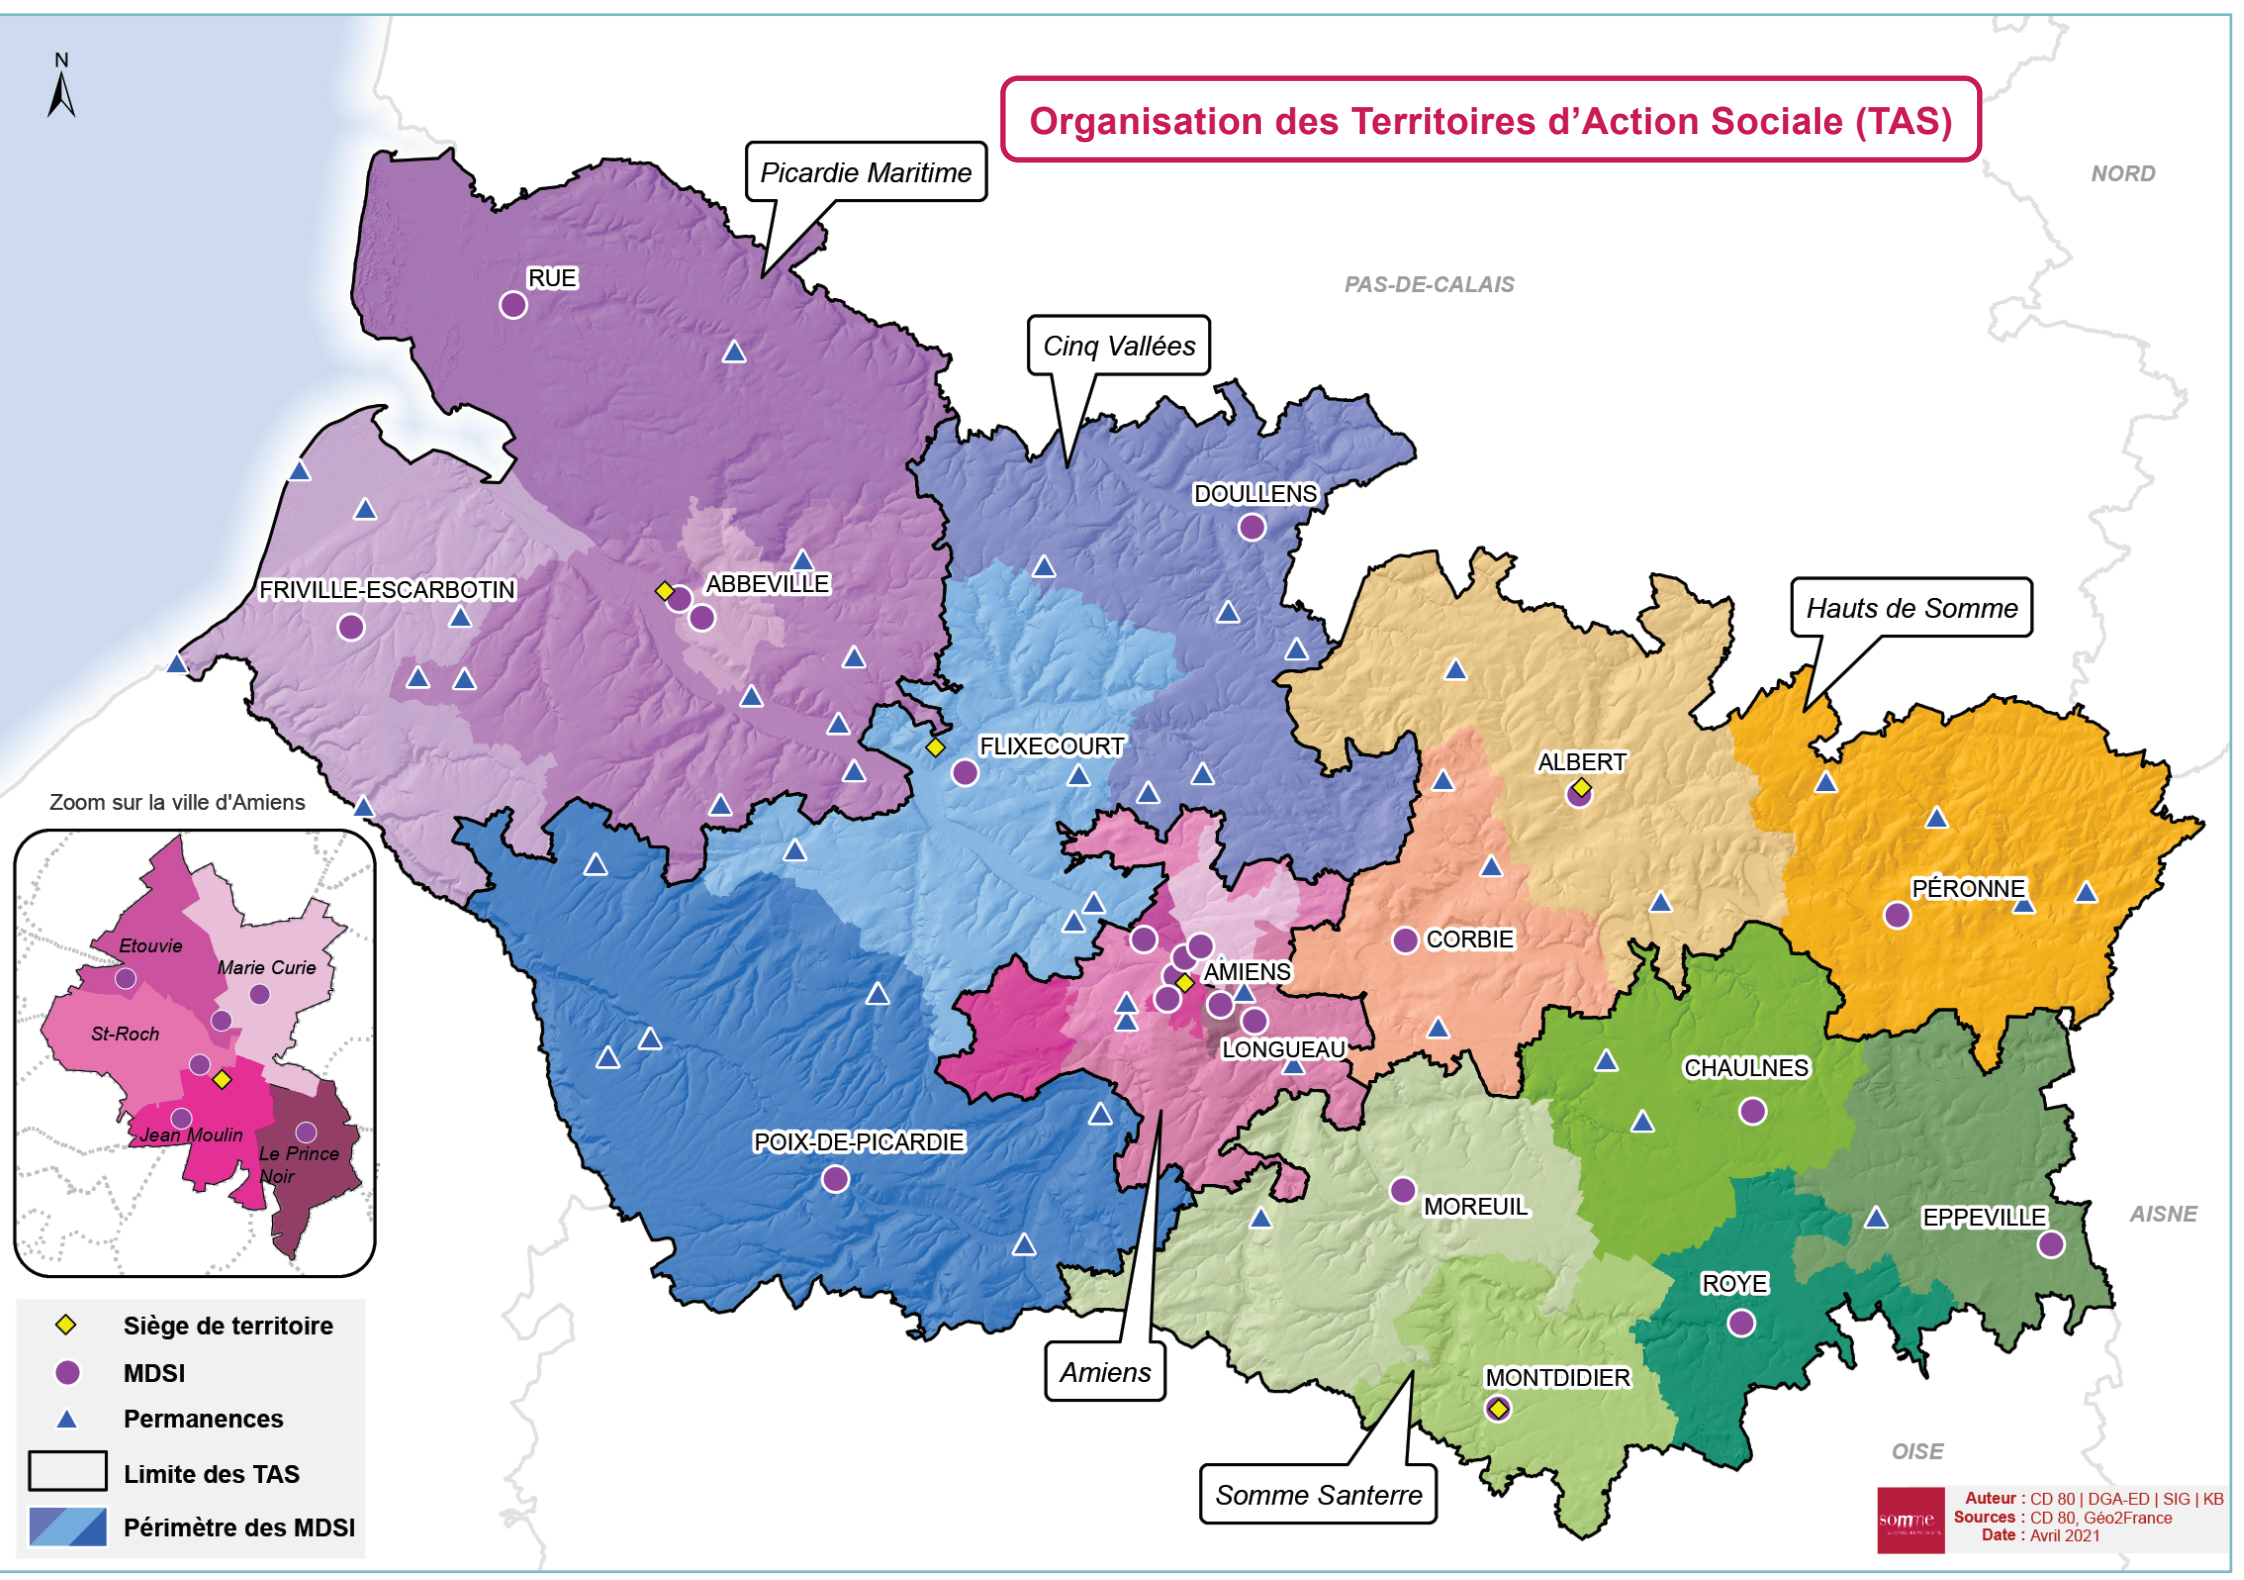 N
Organisation des Territoires d’Action Sociale (TAS)
Picardie Maritime
NORD
RUE
PAS-DE-CALAIS
Cinq Vallées
DOULLENS
FRIVILLE-ESCARBOTIN
ABBEVILLE
Hauts de Somme
FLIXECOURT
ALBERT
Zoom sur la ville d'Amiens
PÉRONNE
CORBIE
Etouvie
Marie Curie
AMIENS
St-Roch
LONGUEAU
CHAULNES
Jean Moulin
POIX-DE-PICARDIE
Le Prince
Noir
MOREUIL
EPPEVILLE
AISNE
ROYE
Siège de territoire
MDSI
Amiens
MONTDIDIER
Permanences
OISE
Limite des TAS
Somme Santerre
Périmètre des MDSI
somme
Auteur : CD 80 | DGA-ED | SIG | KB
Sources : CD 80, Géo2France
Date : Avril 2021